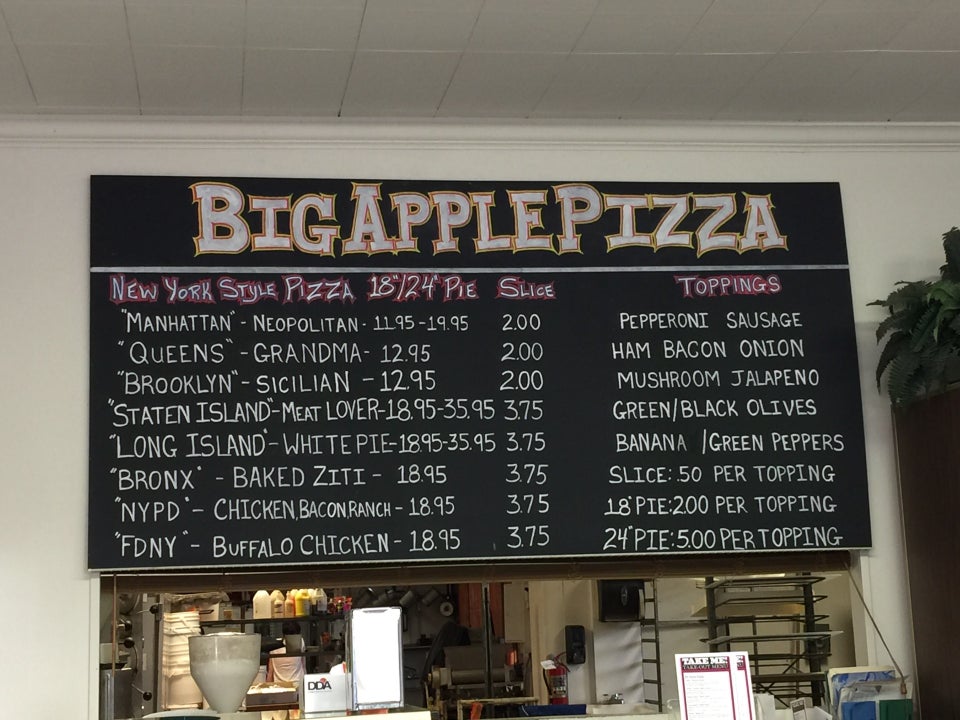 BIG APPLE PIZZA
NEW YORK STYLE PIZZA 18"/24" PIE SLICE
"MANHATTAN" - NEOPOLITAN - 11.95 - 19.95 2.00
"QUEENS" - GRANDMA - 12.95 2.00
"BROOKLYN" - SICILIAN - 12.95 2.00
"STATEN ISLAND" - MEAT LOVER - 18.95 - 35.95 3.75
"LONG ISLAND" - WHITE PIE - 18.95 - 35.95 3.75
"BRONX" - BAKED ZITI - 18.95 3.75
"NYPD" - CHICKEN, BACON, RANCH - 18.95 3.75
"FDNY" - BUFFALO CHICKEN - 18.95 3.75
TOPPINGS
PEPPERONI SAUSAGE
HAM BACON ONION
MUSHROOM JALAPENO
GREEN/BLACK OLIVES
BANANA /GREEN PEPPERS
SLICE: .50 PER TOPPING
18" PIE: 2.00 PER TOPPING
24" PIE: 5.00 PER TOPPING
DDA
TAKE ME!
TAKE-OUT MENU